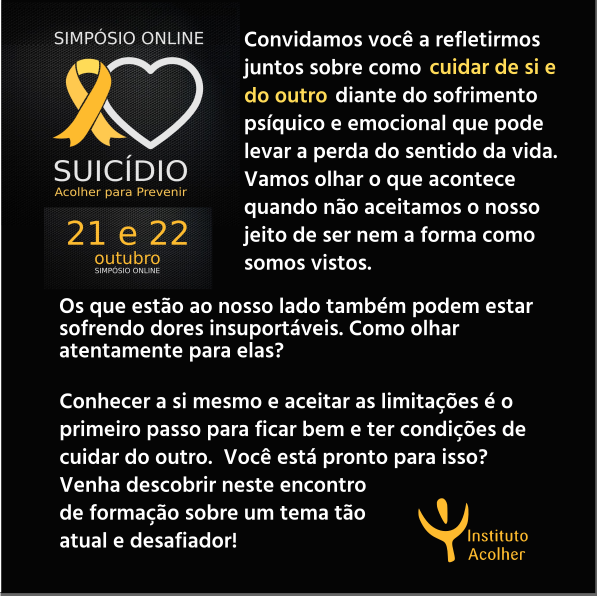 SIMPÓSIO ONLINE
SUICÍDIO
Acolher para Prevenir
21 e 22
outubro
SIMPÓSIO ONLINE
Convidamos você a refletirmos
juntos sobre como cuidar de si e
do outro diante do sofrimento
psíquico e emocional que pode
levar a perda do sentido da vida.
Vamos olhar o que acontece
quando não aceitamos o nosso
jeito de ser nem a forma como
somos vistos.
Os que estão ao nosso lado também podem estar
sofrendo dores insuportáveis. Como olhar
atentamente para elas?
Conhecer a si mesmo e aceitar as limitações é o
primeiro passo para ficar bem e ter condições de
cuidar do outro. Você está pronto para isso?
Venha descobrir neste encontro
de formação sobre um tema tão
atual e desafiador!
Instituto
Acolher